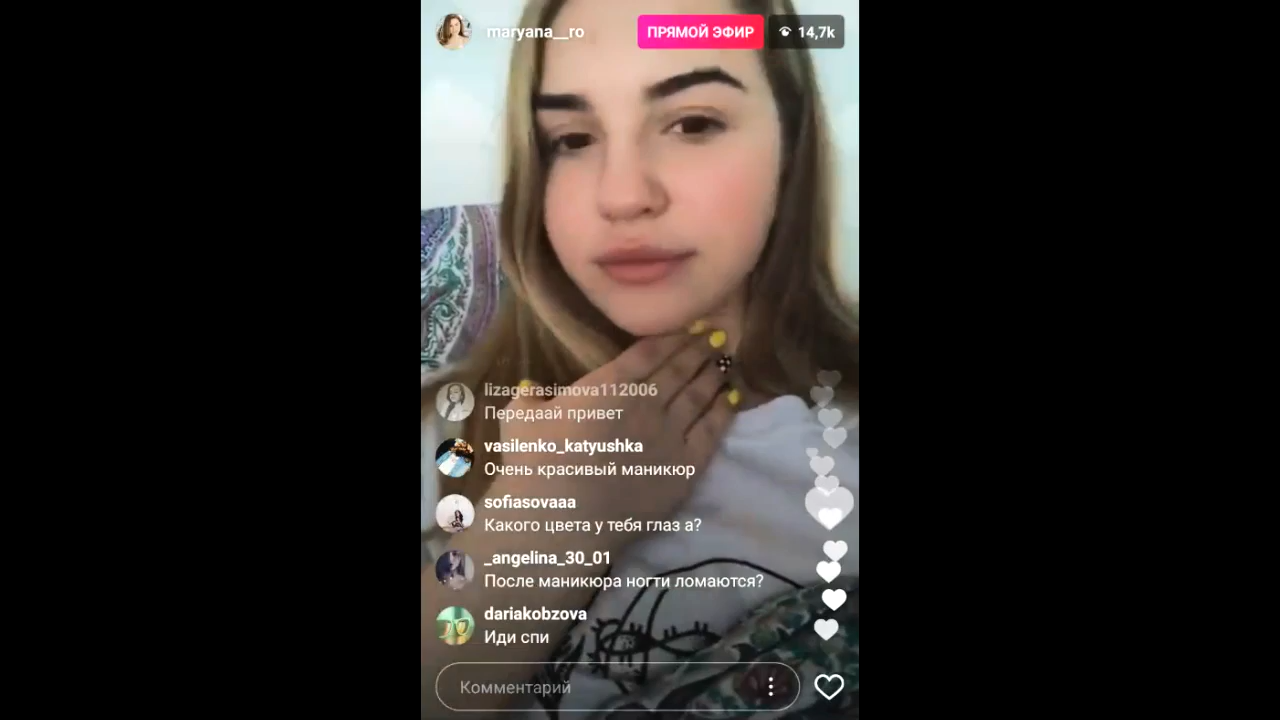 maryana__ro
ПРЯМОЙ ЭФИР
14,7k
lizagerasimova112006
Передаай привет
vasilenko_katyushka
Очень красивый маникюр
sofiasovaaa
Какого цвета у тебя глаз а?
_angelina_30_01
После маникюра ногти ломаются?
dariakobzova
Иди спи
Комментарий